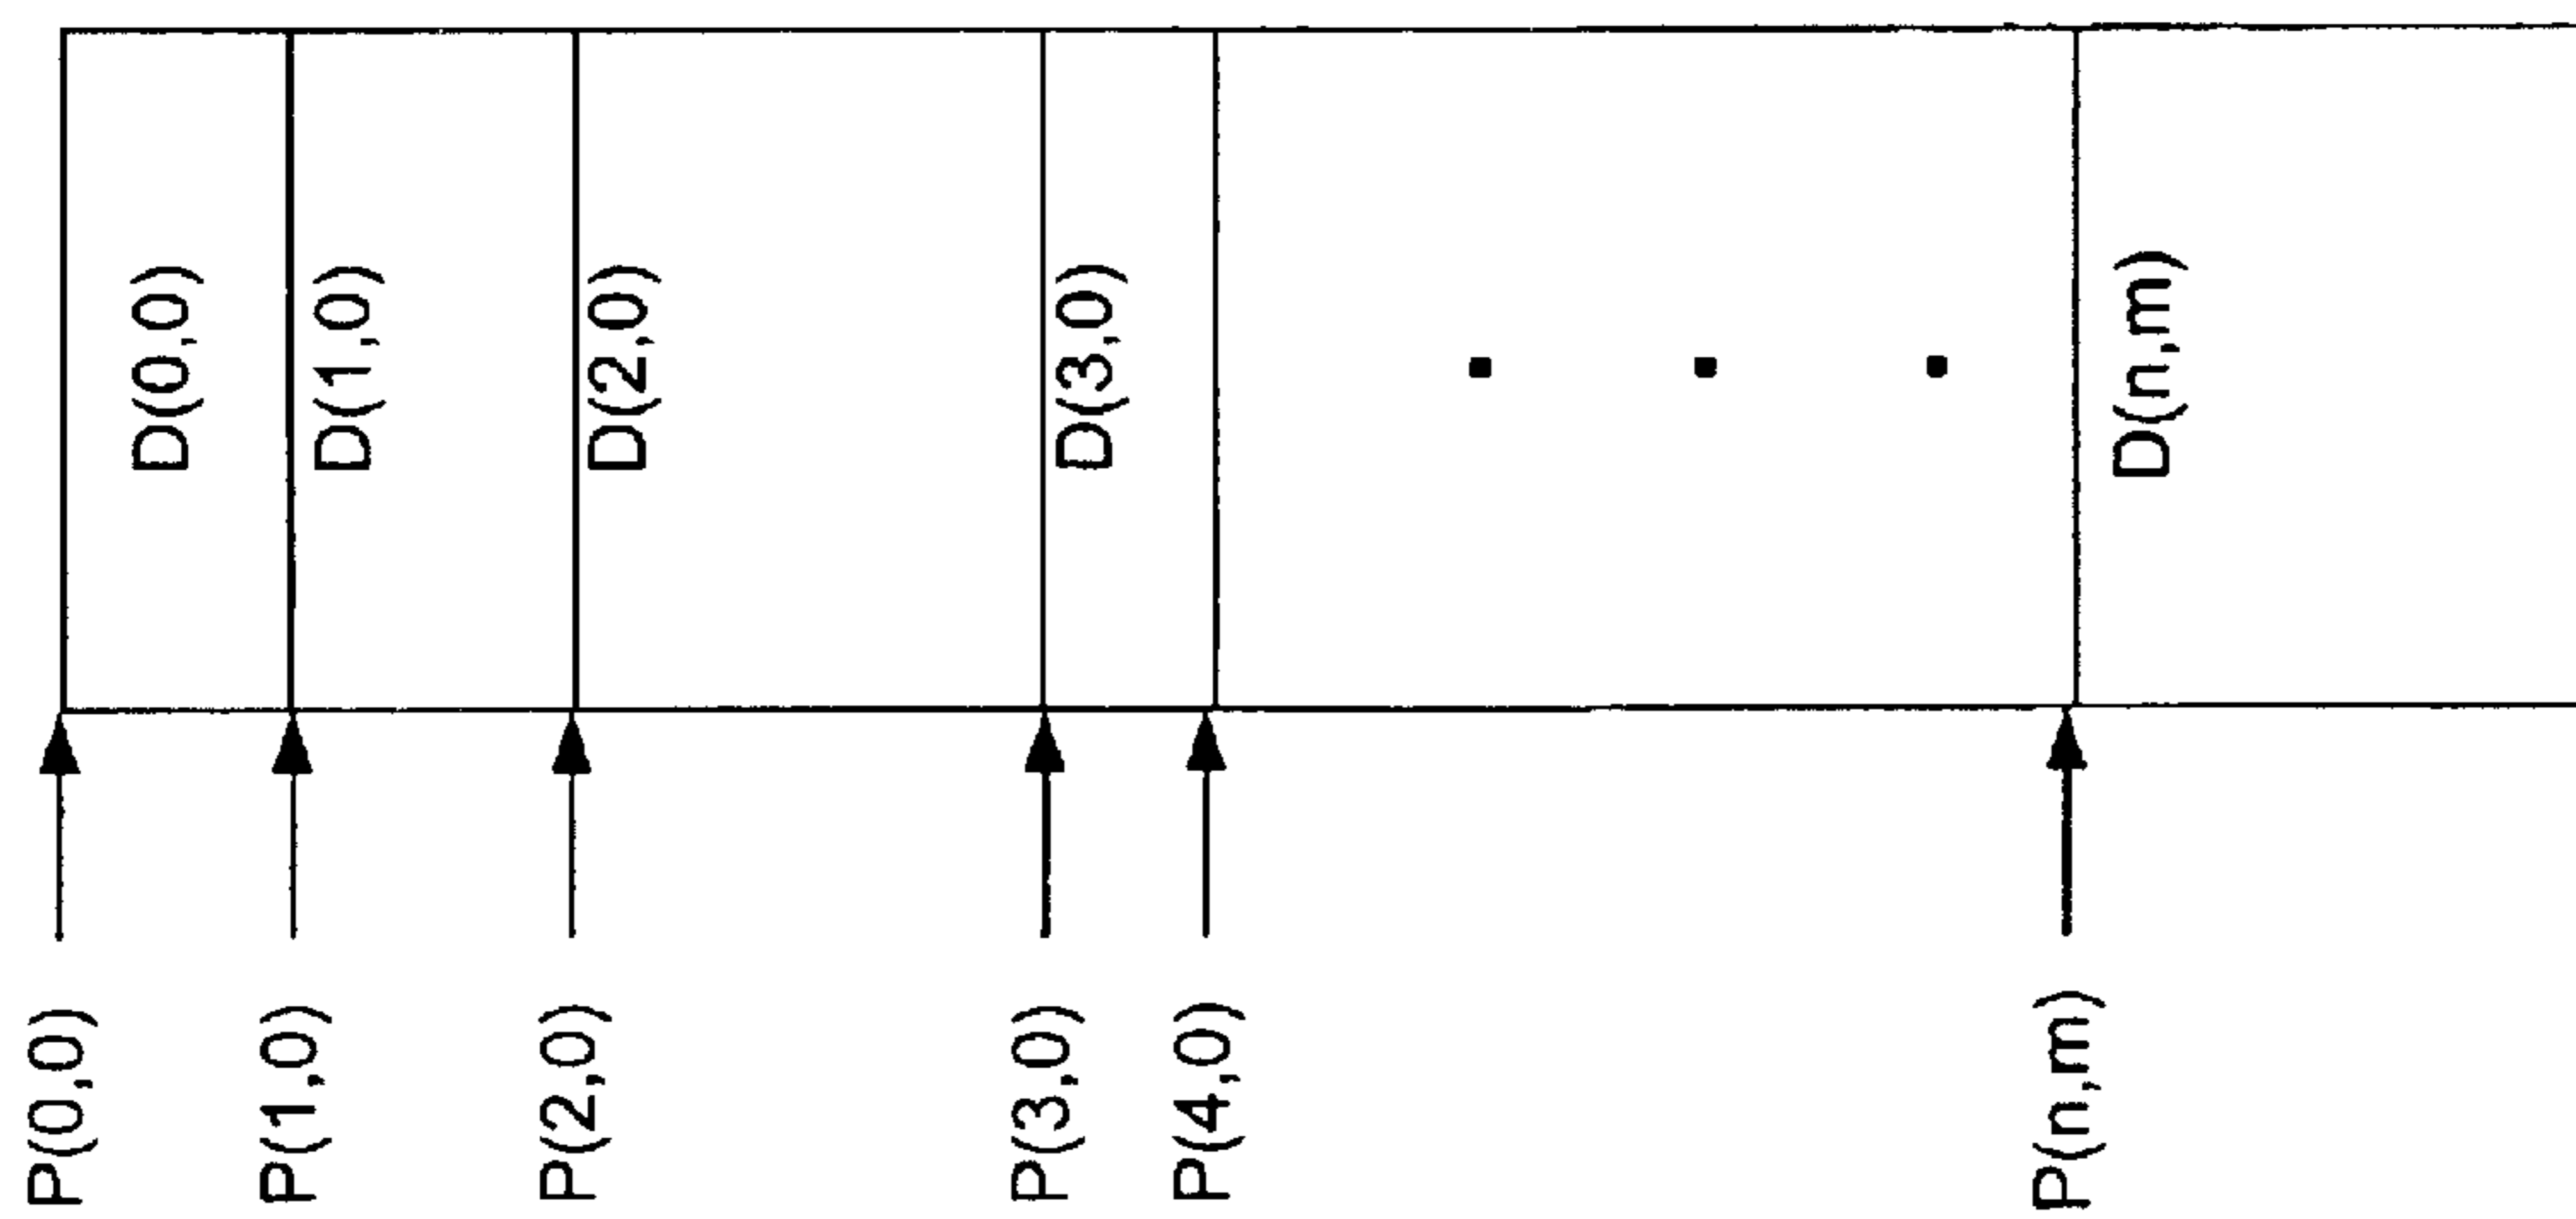 P(0,0)
D(0,0)
P(1,0)
D(1,0)
P(2,0)
D(2,0)
P(3,0)
D(3,0)
P(4,0)
P(n,m)
D(n,m)